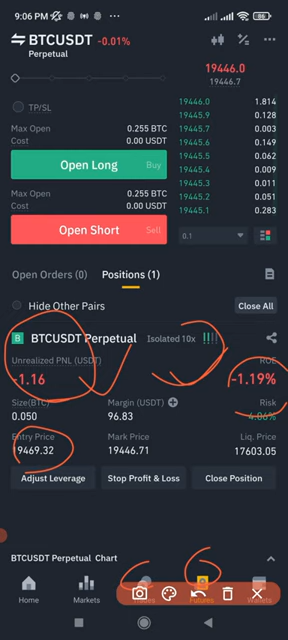 9:06 PM
86
BTCUSDT -0.01%
Perpetual
19446.0
19446.7
TP/SL
Max Open 0.255 BTC
Cost 0.00 USDT
Open Long Buy
Max Open 0.255 BTC
Cost 0.00 USDT
Open Short Sell
19446.0 1.814
19445.9 0.128
19445.7 0.003
19445.6 0.149
19445.5 0.062
19445.4 0.009
19445.3 0.011
19445.2 0.051
19445.1 0.283
0.1
Open Orders (0) Positions (1)
Hide Other Pairs Close All
B BTCUSDT Perpetual Isolated 10x
Unrealized PNL (USDT) ROE
-1.16 -1.19%
Size(BTC) Margin (USDT) Risk
0.050 96.83 4.06%
Entry Price Mark Price Liq. Price
19469.32 19446.71 17603.05
Adjust Leverage Stop Profit & Loss Close Position
BTCUSDT Perpetual Chart
Home Markets Trades Futures Wallets